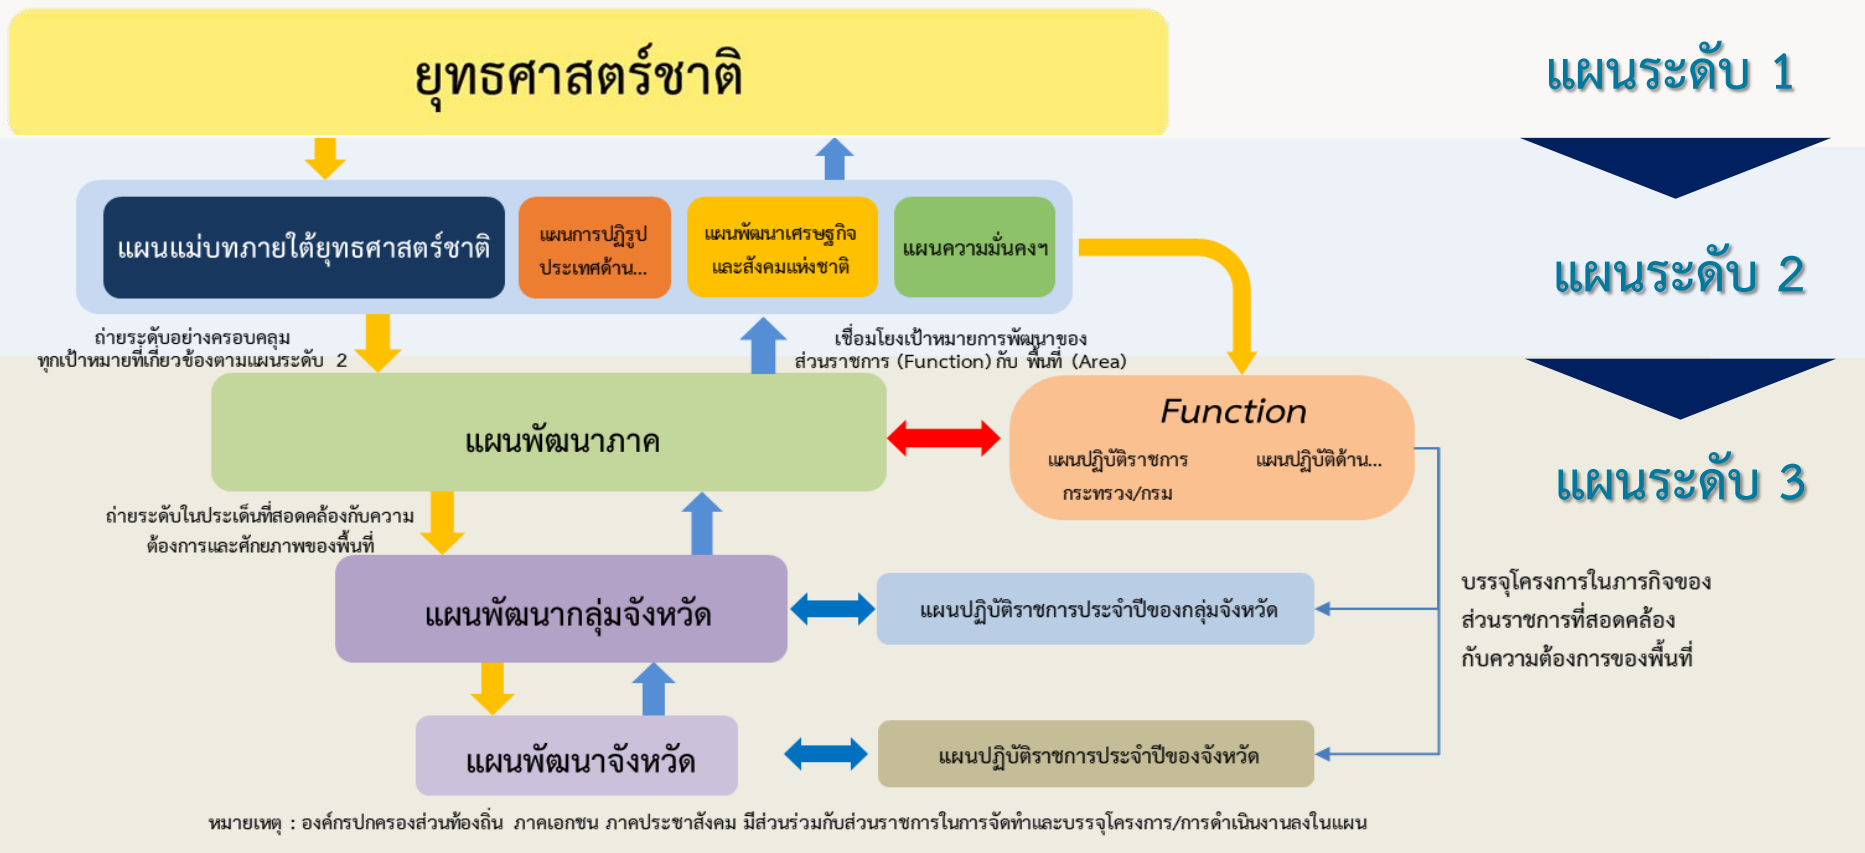 ยุทธศาสตร์ชาติ
แผนระดับ 1
แผนแม่บทภายใต้ยุทธศาสตร์ชาติ
แผนการปฏิรูป
ประเทศด้าน...
แผนพัฒนาเศรษฐกิจ
และสังคมแห่งชาติ
แผนความมั่นคงฯ
แผนระดับ 2
ถ่ายระดับอย่างครอบคลุม
ทุกเป้าหมายที่เกี่ยวข้องตามแผนระดับ 2
เชื่อมโยงเป้าหมายการพัฒนาของ
ส่วนราชการ (Function) กับ พื้นที่ (Area)
แผนพัฒนาภาค
Function
แผนปฏิบัติราชการ
กระทรวง/กรม
แผนปฏิบัติด้าน...
แผนระดับ 3
ถ่ายระดับในประเด็นที่สอดคล้องกับความ
ต้องการและศักยภาพของพื้นที่
แผนพัฒนากลุ่มจังหวัด
แผนปฏิบัติราชการประจำปีของกลุ่มจังหวัด
บรรจุโครงการในภารกิจของ
ส่วนราชการที่สอดคล้อง
กับความต้องการของพื้นที่
แผนพัฒนาจังหวัด
แผนปฏิบัติราชการประจำปีของจังหวัด
หมายเหตุ : องค์กรปกครองส่วนท้องถิ่น ภาคเอกชน ภาคประชาสังคม มีส่วนร่วมกับส่วนราชการในการจัดทำและบรรจุโครงการ/การดำเนินงานลงในแผน